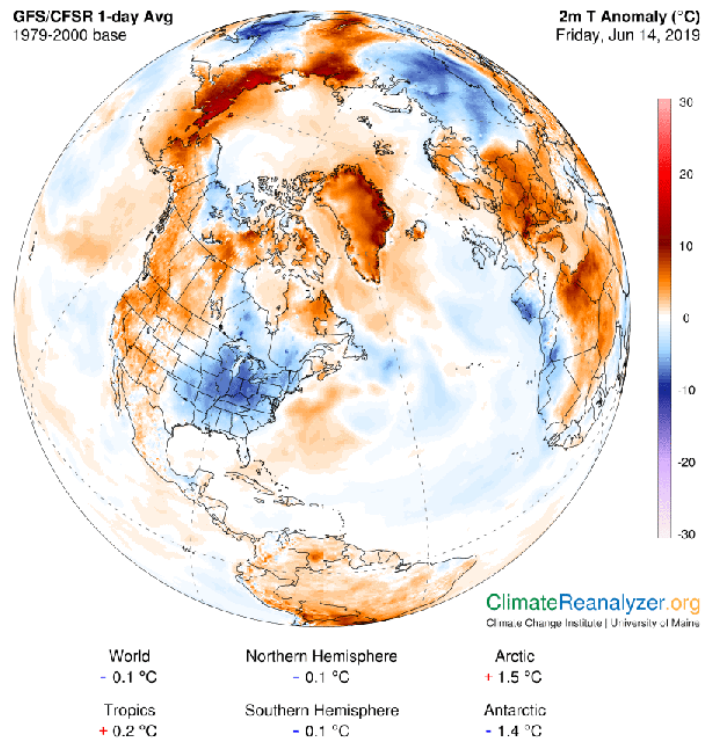 GFS/CFSR 1-day Avg
1979-2000 base
2m T Anomaly (°C)
Friday, Jun 14, 2019
30
20
10
0
-10
-20
-30
ClimateReanalyzer.org
Climate Change Institute | University of Maine
World
- 0.1 °C
Northern Hemisphere
- 0.1 °C
Arctic
+ 1.5 °C
Tropics
+ 0.2 °C
Southern Hemisphere
- 0.1 °C
Antarctic
- 1.4 °C